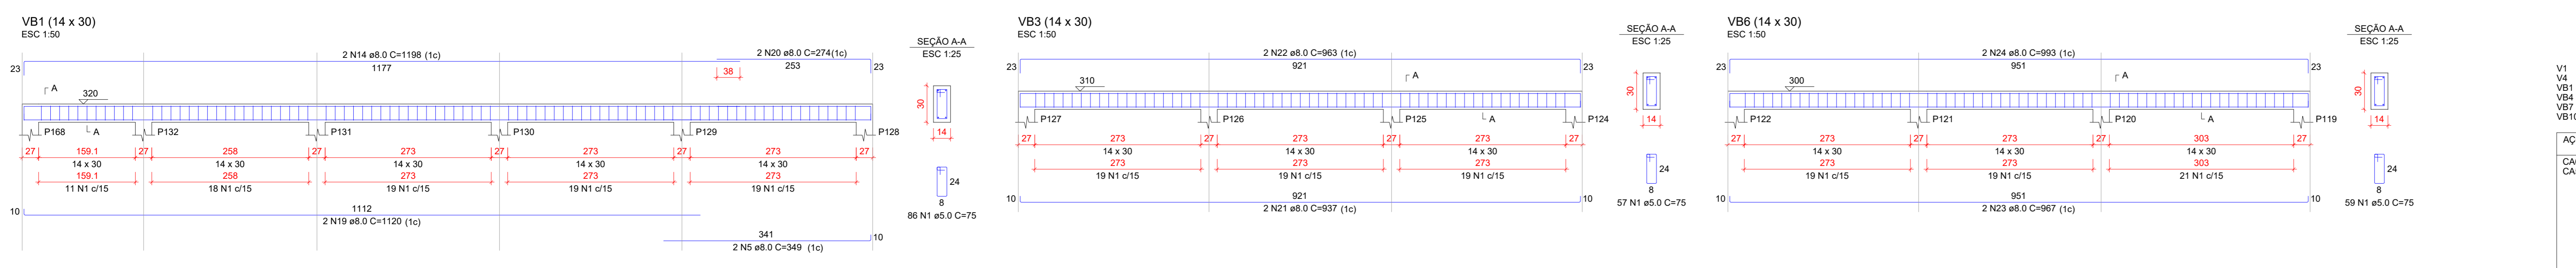 VB1 (14 x 30)
ESC 1:50
2 N14 ø8.0 C=1198 (1c)
2 N20 ø8.0 C=274(1c)
23
1177
253
23
38
A
320
P168
A
P132
P131
P130
P129
P128
27 159.1 27 258 27 273 27 273 27 273 27
14 x 30 14 x 30 14 x 30 14 x 30 14 x 30
159.1 258 273 273 273
11 N1 c/15 18 N1 c/15 19 N1 c/15 19 N1 c/15 19 N1 c/15
10
1112
2 N19 ø8.0 C=1120 (1c)
341
10
2 N5 ø8.0 C=349 (1c)
SEÇÃO A-A
ESC 1:25
30
14
24
8
86 N1 ø5.0 C=75
VB3 (14 x 30)
ESC 1:50
2 N22 ø8.0 C=963 (1c)
23
921
23
A
310
P127
P126
P125
A
P124
27 273 27 273 27 273 27
14 x 30 14 x 30 14 x 30
273 273 273
19 N1 c/15 19 N1 c/15 19 N1 c/15
10
921
10
2 N21 ø8.0 C=937 (1c)
SEÇÃO A-A
ESC 1:25
30
14
24
8
57 N1 ø5.0 C=75
VB6 (14 x 30)
ESC 1:50
2 N24 ø8.0 C=993 (1c)
23
951
23
A
300
P122
P121
P120
A
P119
27 273 27 273 27 303 27
14 x 30 14 x 30 14 x 30
273 273 303
19 N1 c/15 19 N1 c/15 21 N1 c/15
10
951
10
2 N23 ø8.0 C=967 (1c)
SEÇÃO A-A
ESC 1:25
30
14
24
8
59 N1 ø5.0 C=75
V1
V4
VB1
VB4
VB7